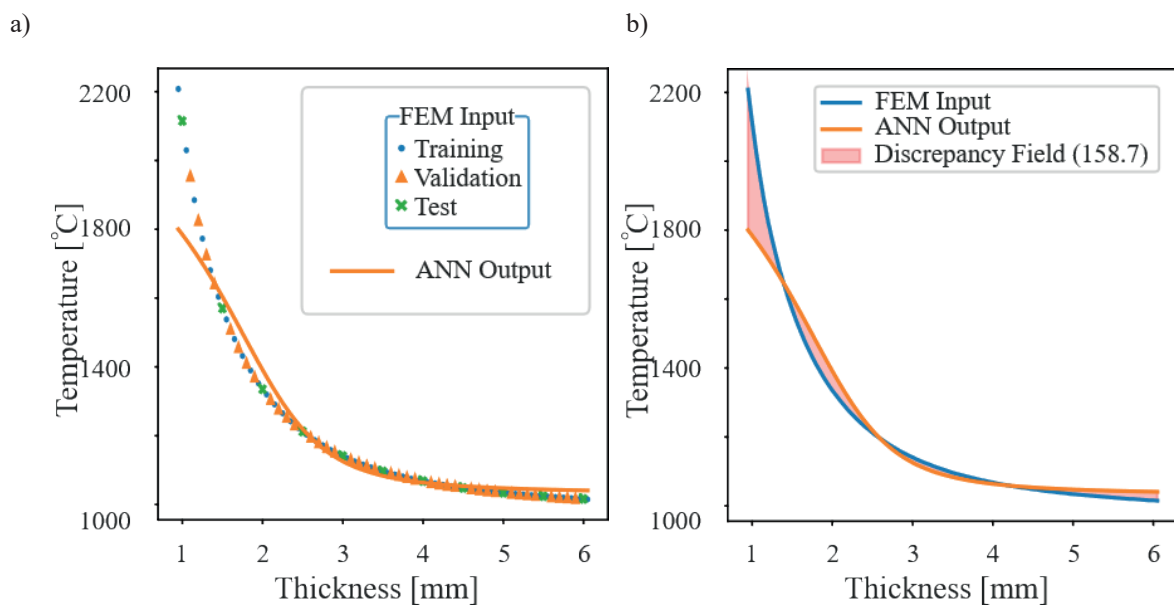 a)
2200
1800
1400
1000
Temperature [°C]
FEM Input
Training
Validation
Test
ANN Output
1 2 3 4 5 6
Thickness [mm]
b)
2200
1800
1400
1000
Temperature [°C]
FEM Input
ANN Output
Discrepancy Field (158.7)
1 2 3 4 5 6
Thickness [mm]